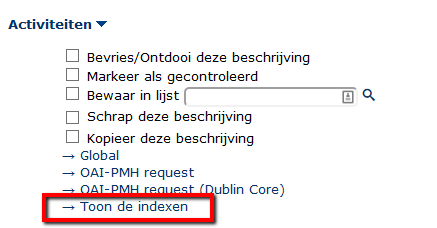 Activiteiten
Bevries/Ontdooi deze beschrijving
Markeer als gecontroleerd
Bewaar in lijst
Schrap deze beschrijving
Kopieer deze beschrijving
→ Global
→ OAI-PMH request
→ OAI-PMH request (Dublin Core)
→ Toon de indexen